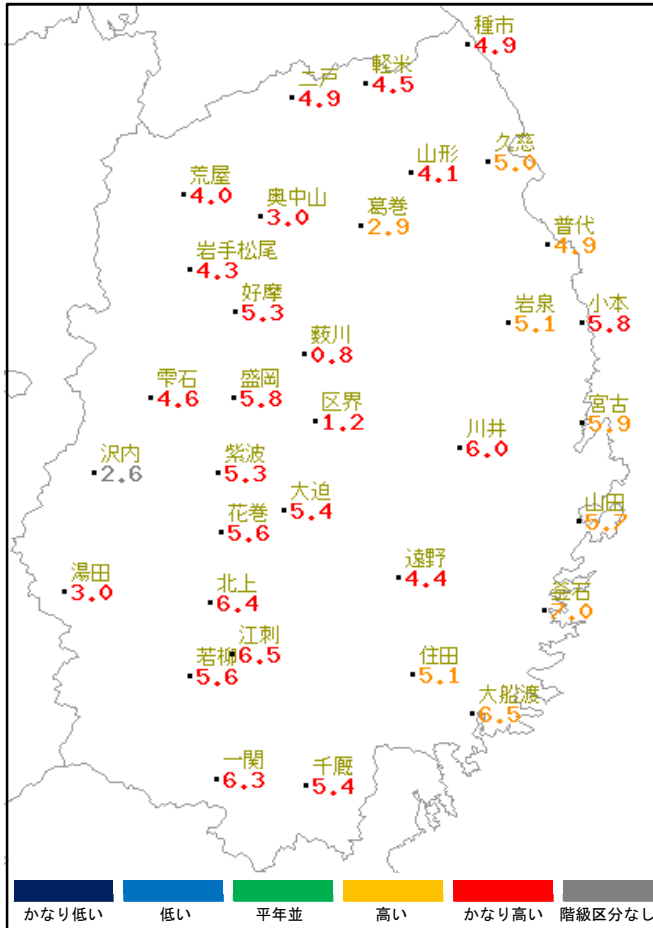 種市
4.9
軽米
4.5
二戸
4.9
久慈
5.0
山形
4.1
荒屋
4.0
奥中山
3.0
葛巻
2.9
普代
4.9
岩手松尾
4.3
好摩
5.3
岩泉
5.1
小本
5.8
薮川
0.8
雫石
4.6
盛岡
5.8
区界
1.2
宮古
5.9
川井
6.0
沢内
2.6
紫波
5.3
大迫
5.4
花巻
5.6
山田
5.7
湯田
3.0
北上
6.4
遠野
4.4
釜石
7.0
江刺
6.5
若柳
5.6
住田
5.1
大船渡
6.5
一関
6.3
千厩
5.4
かなり低い
低い
平年並
高い
かなり高い
階級区分なし